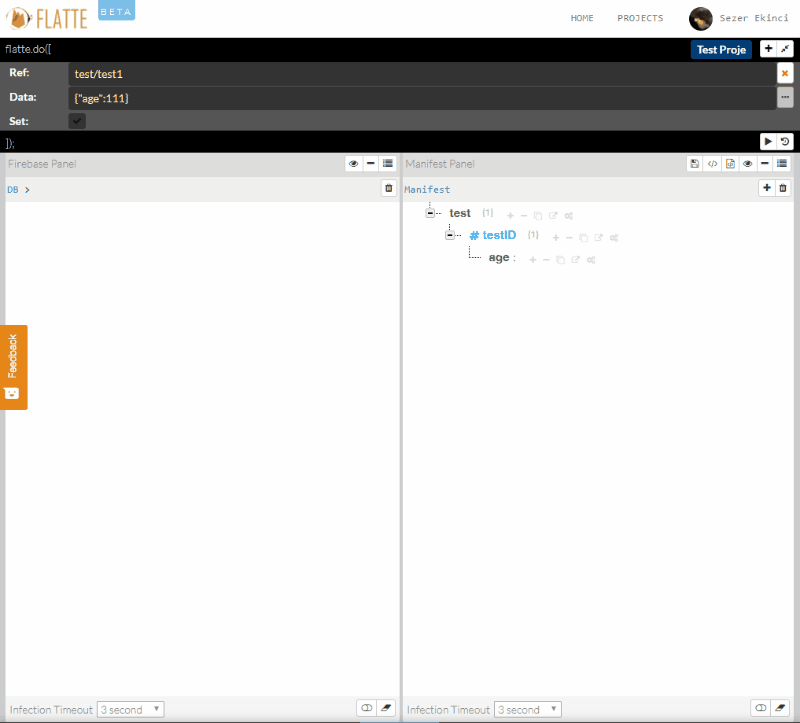 FLATTE BETA HOME PROJECTS Sezer Ekinci
flatte.do([ Test Proje
Ref: test/test1
Data: {"age":111}
Set:
]);
Firebase Panel
DB >
Manifest Panel
Manifest
test {1}
# testID {1}
age :
Feedback
Infection Timeout 3 second
Infection Timeout 3 second